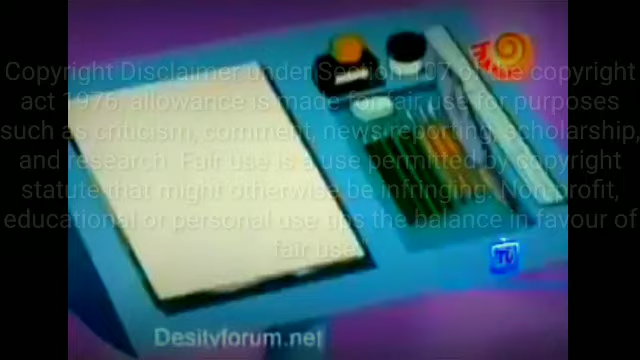 Copyright Disclaimer under Section 107 of the copyright
act 1976, allowance is made for fair use for purposes
such as criticism, comment, news reporting, scholarship,
and research. Fair use is a use permitted by copyright
statute that might otherwise be infringing. Non-profit,
educational or personal use tips the balance in favour of
fair use.
Desityforum.net